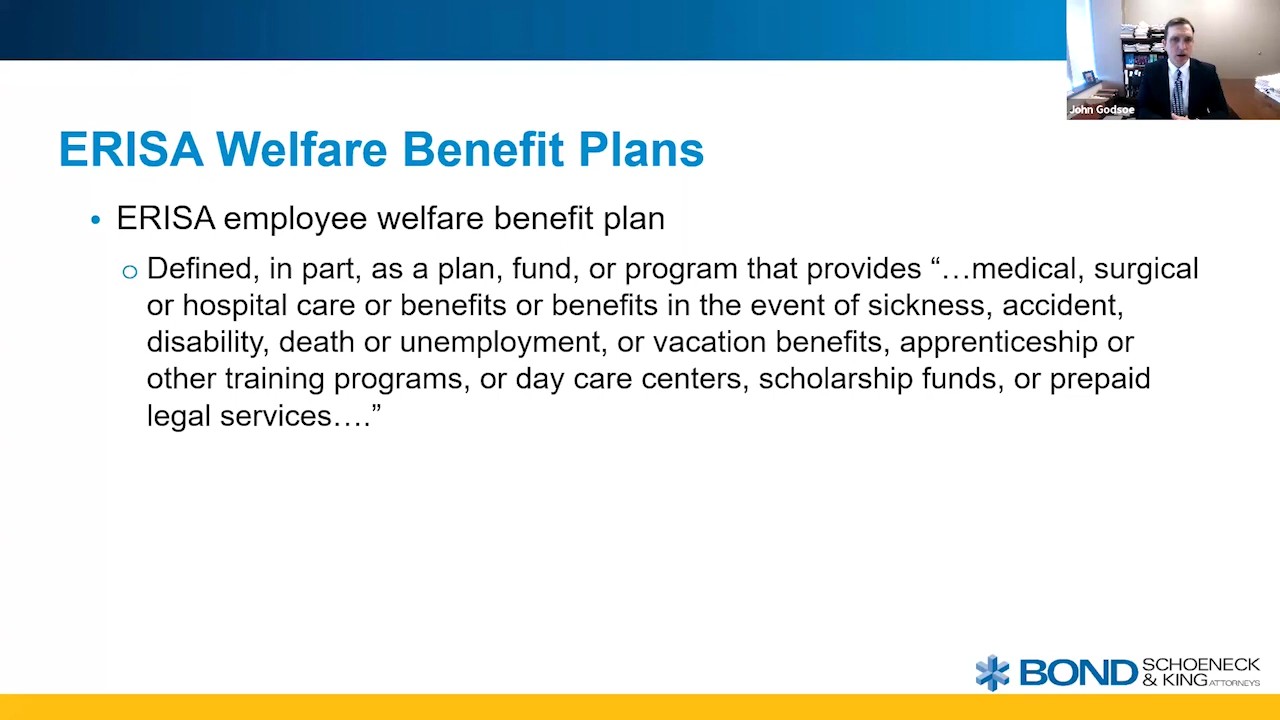 John Godsoe
ERISA Welfare Benefit Plans
• ERISA employee welfare benefit plan
o Defined, in part, as a plan, fund, or program that provides “…medical, surgical
or hospital care or benefits or benefits in the event of sickness, accident,
disability, death or unemployment, or vacation benefits, apprenticeship or
other training programs, or day care centers, scholarship funds, or prepaid
legal services….”
BOND SCHOENECK
& KING ATTORNEYS